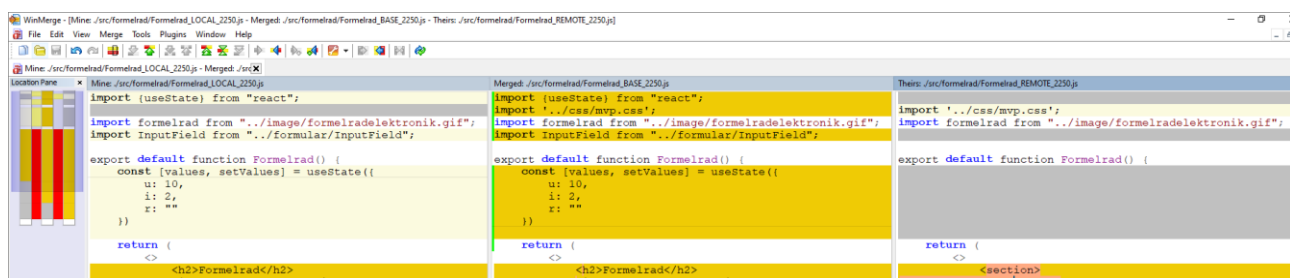 WinMerge - [Mine: ./src/formelrad/Formelrad_LOCAL_2250.js - Merged: ./src/formelrad/Formelrad_BASE_2250.js - Theirs: ./src/formelrad/Formelrad_REMOTE_2250.js]
File Edit View Merge Tools Plugins Window Help
Mine: ./src/formelrad/Formelrad_LOCAL_2250.js - Merged: ./src
Location Pane
Mine: ./src/formelrad/Formelrad_LOCAL_2250.js
import {useState} from "react";
import formelrad from "../image/formelradelektronik.gif";
import InputField from "../formular/InputField";
export default function Formelrad() {
const [values, setValues] = useState({
u: 10,
i: 2,
r: ""
})
return (
<>
<h2>Formelrad</h2>
Merged: ./src/formelrad/Formelrad_BASE_2250.js
import {useState} from "react";
import '../css/mvp.css';
import formelrad from "../image/formelradelektronik.gif";
import InputField from "../formular/InputField";
export default function Formelrad() {
const [values, setValues] = useState({
u: 10,
i: 2,
r: ""
})
return (
<>
<h2>Formelrad</h2>
Theirs: ./src/formelrad/Formelrad_REMOTE_2250.js
import '../css/mvp.css';
import formelrad from "../image/formelradelektronik.gif";
export default function Formelrad() {
return (
<>
<section>